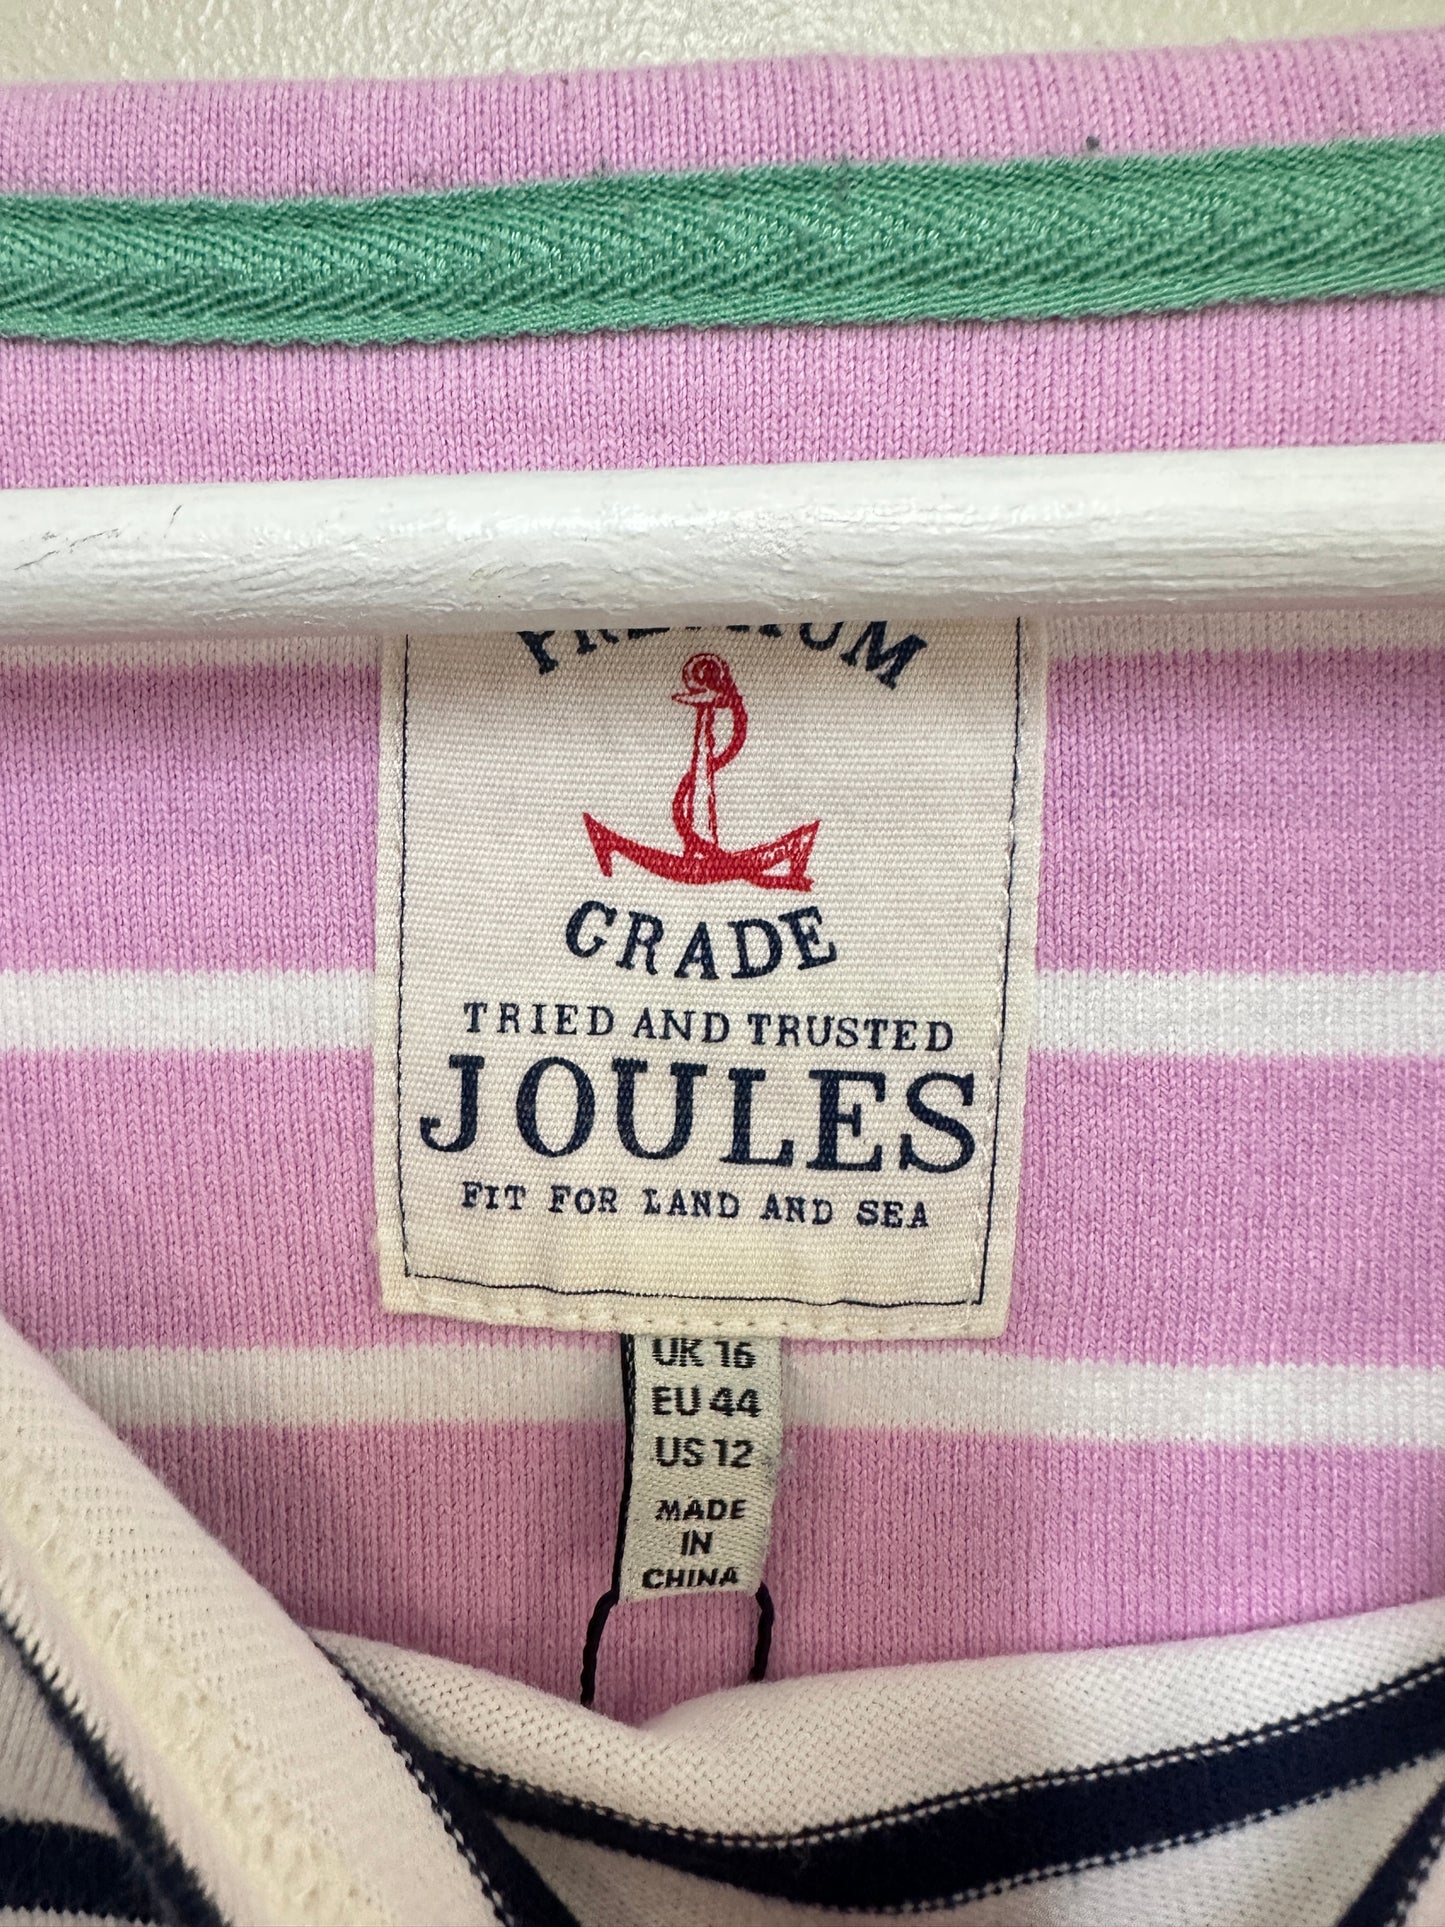 PREMIUM
GRADE
TRIED AND TRUSTED
JOULES
FIT FOR LAND AND SEA
UK 16
EU 44
US 12
MADE
IN
CHINA